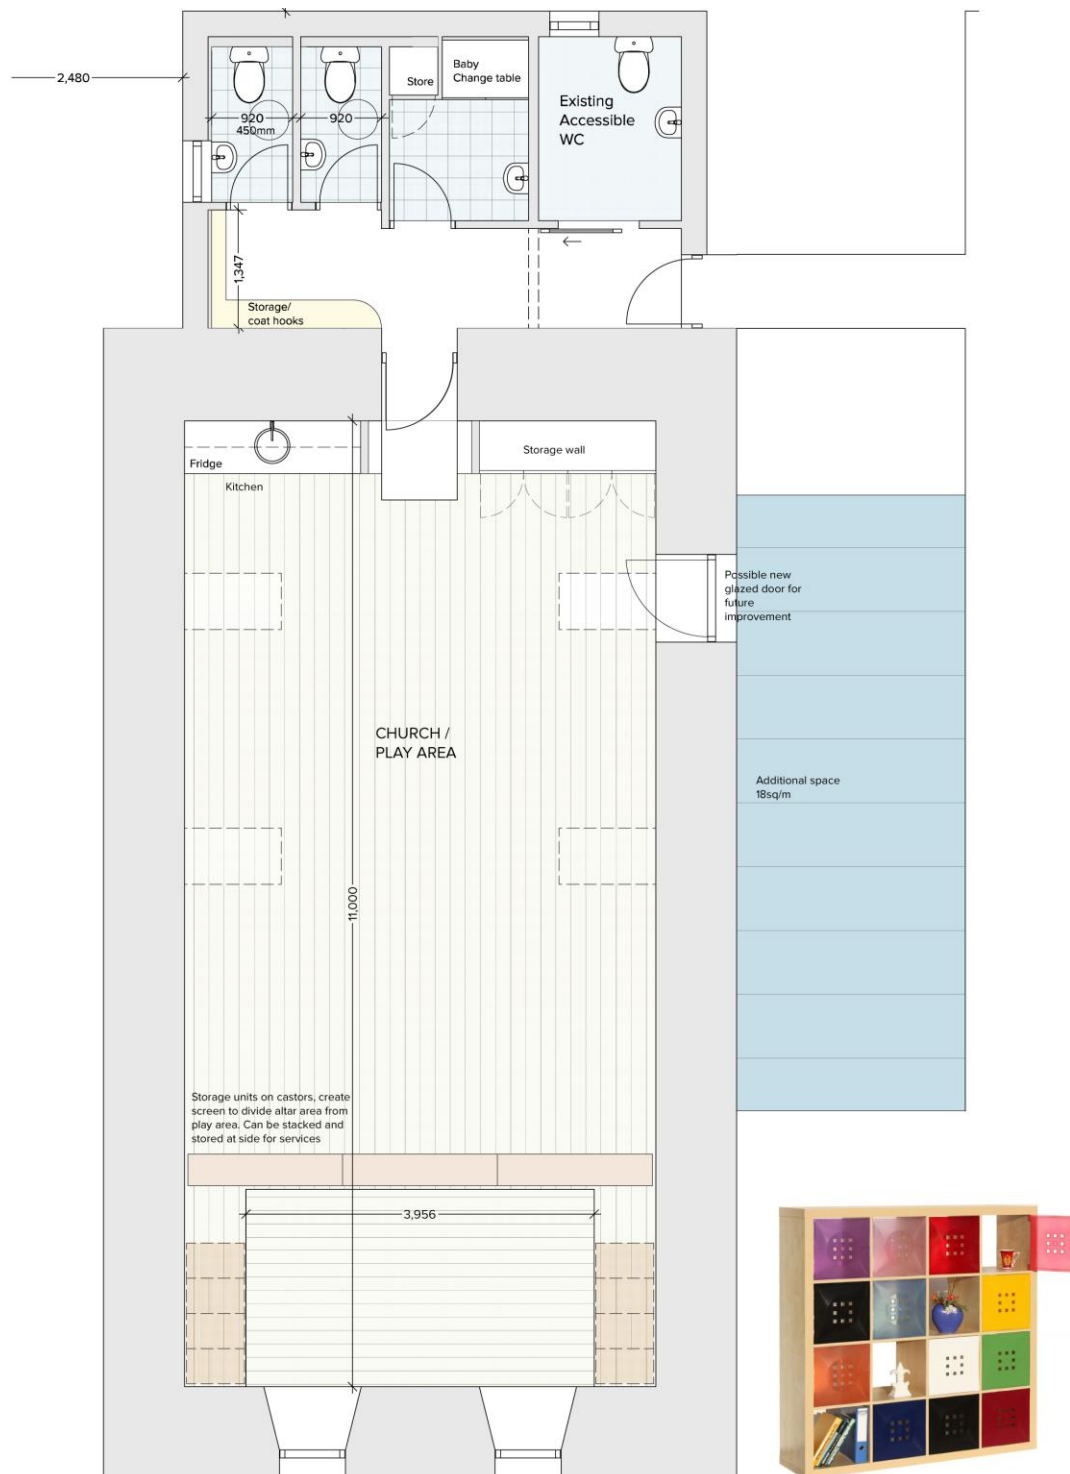 2,480
920
450mm
920
Store
Baby
Change table
Existing
Accessible
WC
1,347
Storage/
coat hooks
Fridge
Kitchen
Storage wall
Possible new
glazed door for
future
improvement
CHURCH /
PLAY AREA
Additional space
18sq/m
11,000
Storage units on castors, create
screen to divide altar area from
play area. Can be stacked and
stored at side for services
3,956